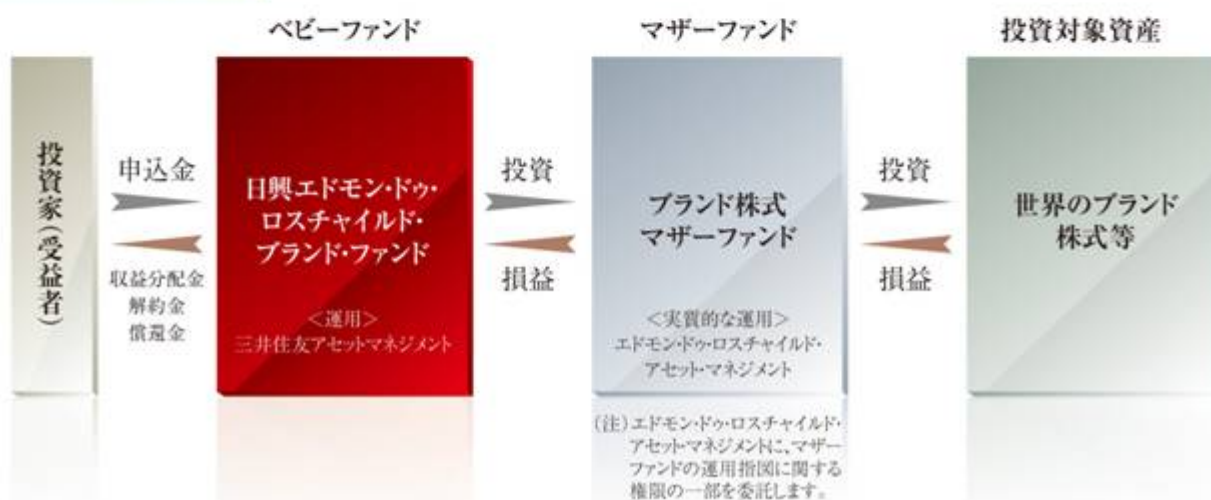 ベビーファンド
マザーファンド
投資対象資産
投資家(受益者)
申込金
収益分配金
解約金
償還金
日興エドモン・ドゥ・
ロスチャイルド・
ブランド・ファンド
<運用>
三井住友アセットマネジメント
投資
損益
ブランド株式
マザーファンド
<実質的な運用>
エドモン・ドゥ・ロスチャイルド・
アセット・マネジメント
(注)エドモン・ドゥ・ロスチャイルド・
アセット・マネジメントに、マザー
ファンドの運用指図に関する
権限の一部を委託します。
投資
損益
世界のブランド
株式等